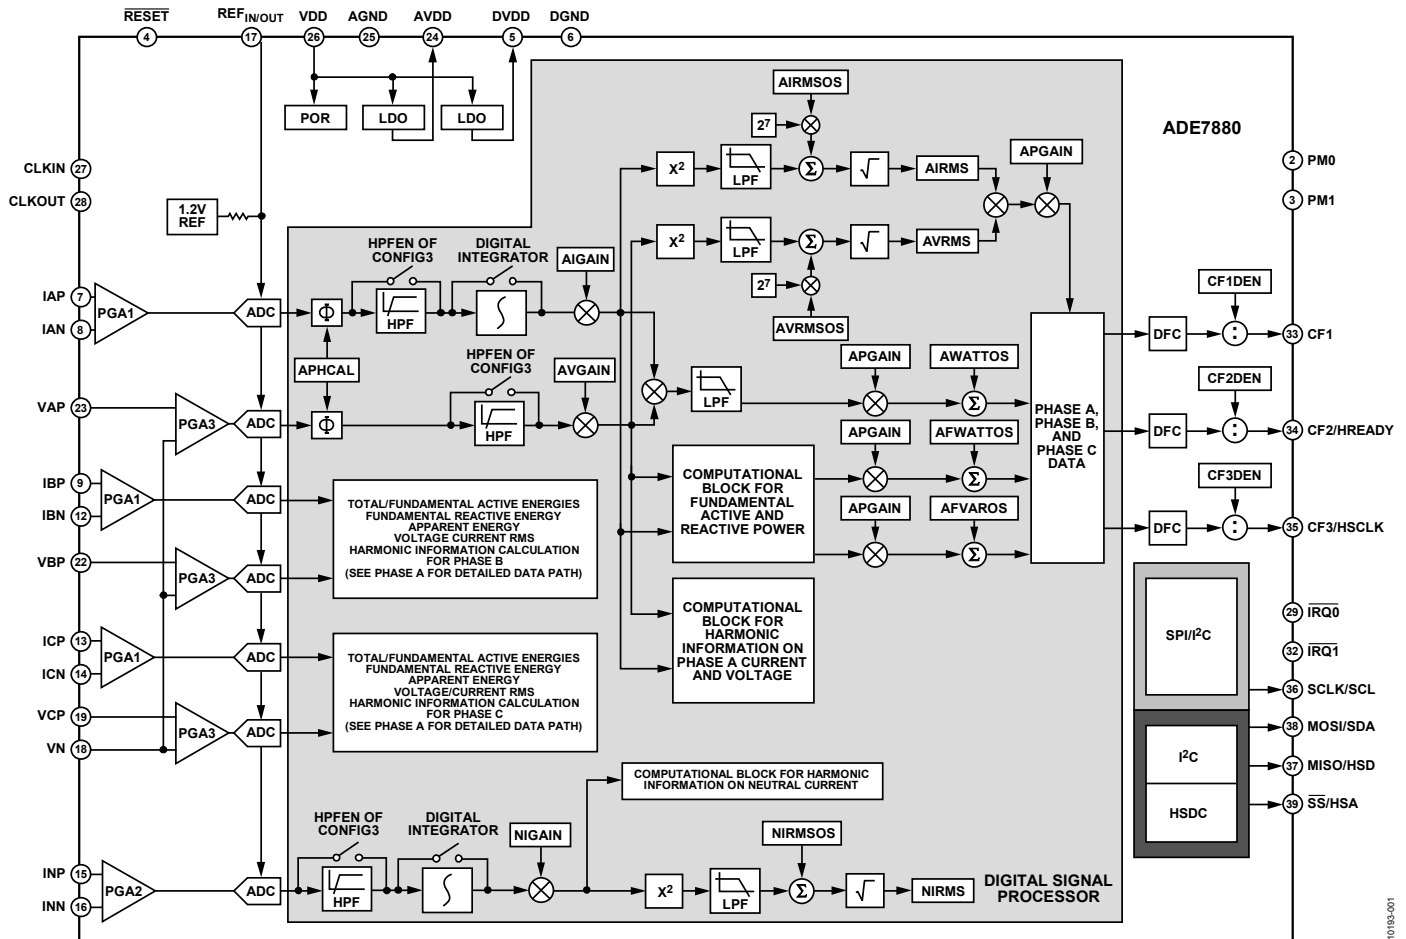 RESET
REFIN/OUT
VDD
AGND
AVDD
DVDD
DGND
4
17
26
25
24
5
6
POR
LDO
LDO
AIRMSOS
2⁷
ADE7880
APGAIN
CLKIN 27
CLKOUT 28
1.2V
REF
X²
LPF
Σ
√
AIRMS
2 PM0
3 PM1
HPFEN OF
CONFIG3
DIGITAL
INTEGRATOR
AIGAIN
X²
LPF
Σ
√
AVRMS
2⁷
AVRMSOS
IAP 7
IAN 8
PGA1
ADC
Φ
HPF
∫
CF1DEN
DFC
:
33 CF1
APHCAL
HPFEN OF
CONFIG3
AVGAIN
LPF
APGAIN
AWATTOS
Σ
CF2DEN
VAP 23
PGA3
ADC
Φ
HPF
PHASE A,
PHASE B,
AND
PHASE C
DATA
DFC
:
34 CF2/HREADY
APGAIN
AFWATTOS
Σ
COMPUTATIONAL
BLOCK FOR
FUNDAMENTAL
ACTIVE AND
REACTIVE POWER
IBP 9
IBN 12
PGA1
ADC
TOTAL/FUNDAMENTAL ACTIVE ENERGIES
FUNDAMENTAL REACTIVE ENERGY
APPARENT ENERGY
VOLTAGE CURRENT RMS
HARMONIC INFORMATION CALCULATION
FOR PHASE B
(SEE PHASE A FOR DETAILED DATA PATH)
APGAIN
AFVAROS
Σ
CF3DEN
DFC
:
35 CF3/HSCLK
VBP 22
PGA3
ADC
COMPUTATIONAL
BLOCK FOR
HARMONIC
INFORMATION ON
PHASE A CURRENT
AND VOLTAGE
SPI/I²C
29 IRQ0
32 IRQ1
36 SCLK/SCL
ICP 13
ICN 14
PGA1
ADC
TOTAL/FUNDAMENTAL ACTIVE ENERGIES
FUNDAMENTAL REACTIVE ENERGY
APPARENT ENERGY
VOLTAGE/CURRENT RMS
HARMONIC INFORMATION CALCULATION
FOR PHASE C
(SEE PHASE A FOR DETAILED DATA PATH)
VCP 19
VN 18
PGA3
ADC
38 MOSI/SDA
I²C
37 MISO/HSD
HSDC
39 SS/HSA
COMPUTATIONAL BLOCK FOR HARMONIC
INFORMATION ON NEUTRAL CURRENT
HPFEN OF
CONFIG3
DIGITAL
INTEGRATOR
NIGAIN
NIRMSOS
INP 15
INN 16
PGA2
ADC
HPF
∫
X²
LPF
Σ
√
NIRMS
DIGITAL SIGNAL
PROCESSOR
10193-001